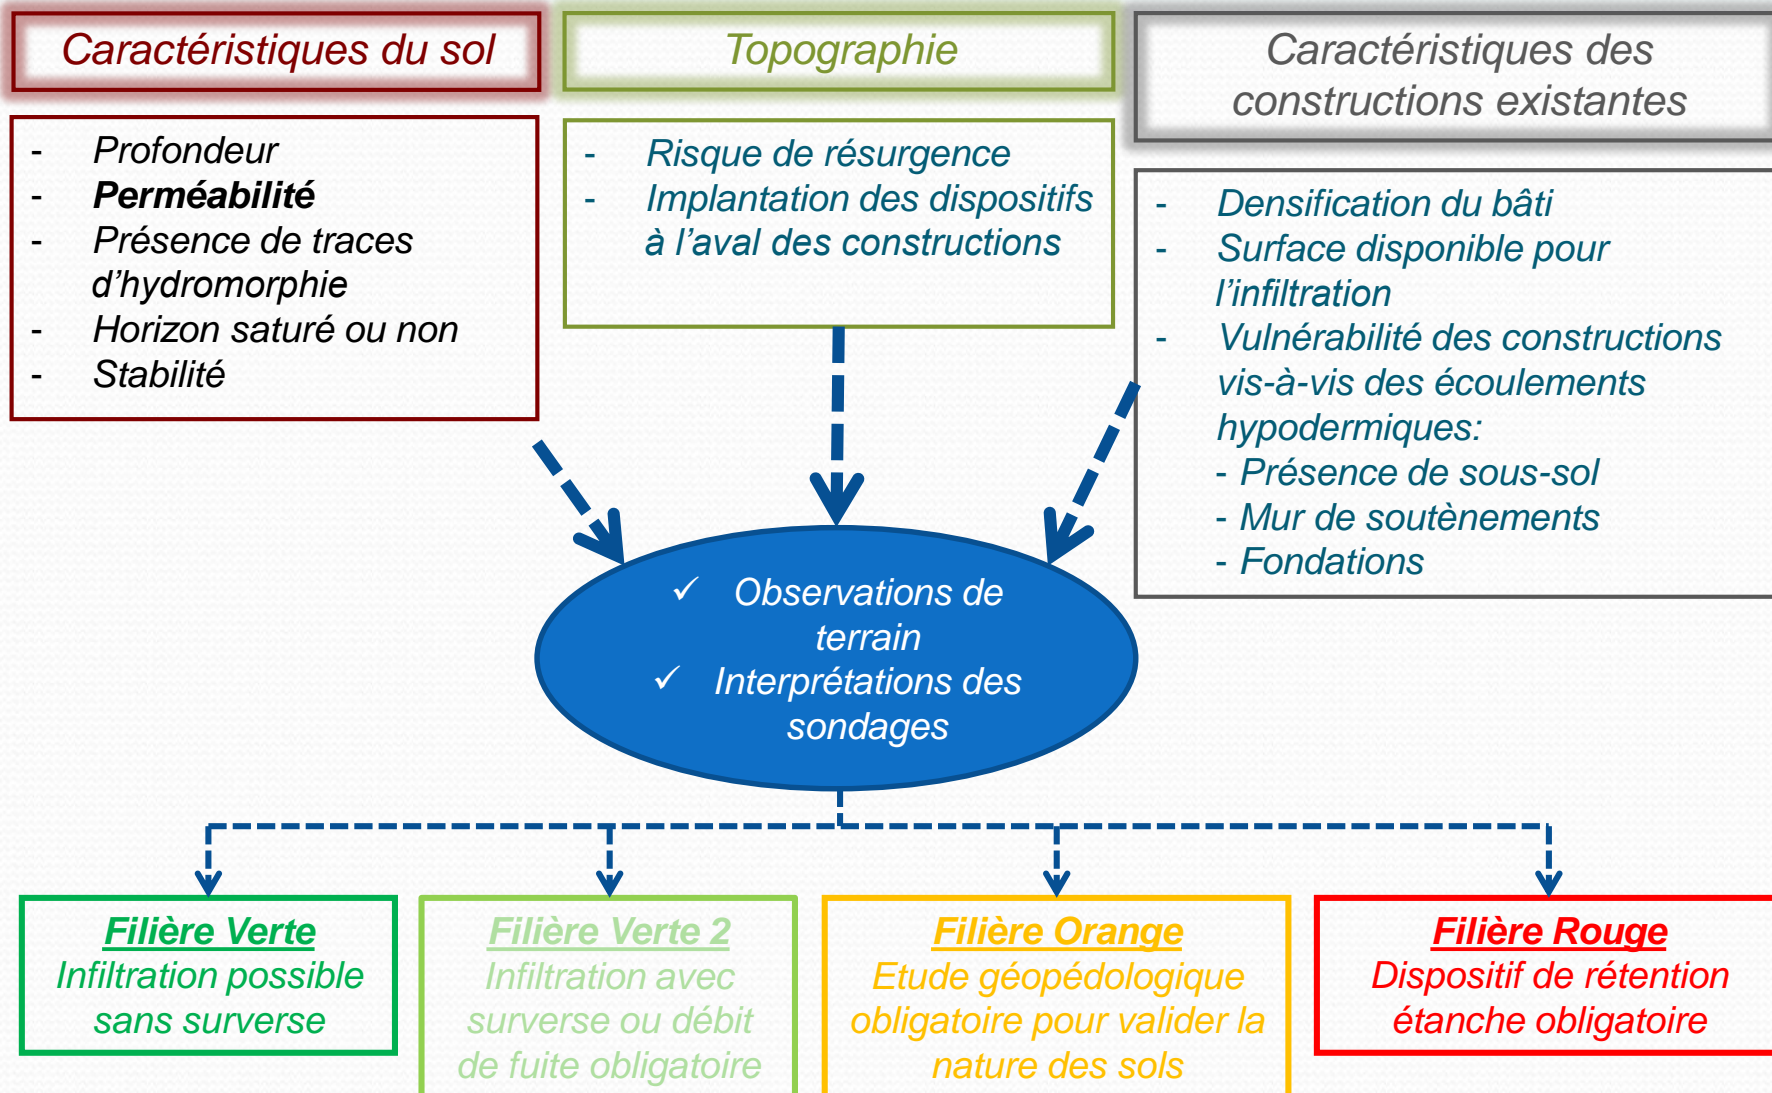 Caractéristiques du sol
- Profondeur
- Perméabilité
- Présence de traces
d'hydromorphie
- Horizon saturé ou non
- Stabilité
Topographie
- Risque de résurgence
- Implantation des dispositifs
à l'aval des constructions
Caractéristiques des
constructions existantes
- Densification du bâti
- Surface disponible pour
l'infiltration
- Vulnérabilité des constructions
vis-à-vis des écoulements
hypodermiques:
- Présence de sous-sol
- Mur de soutènements
- Fondations
✓ Observations de
terrain
✓ Interprétations des
sondages
Filière Verte
Infiltration possible
sans surverse
Filière Verte 2
Infiltration avec
surverse ou débit
de fuite obligatoire
Filière Orange
Etude géopédologique
obligatoire pour valider la
nature des sols
Filière Rouge
Dispositif de rétention
étanche obligatoire